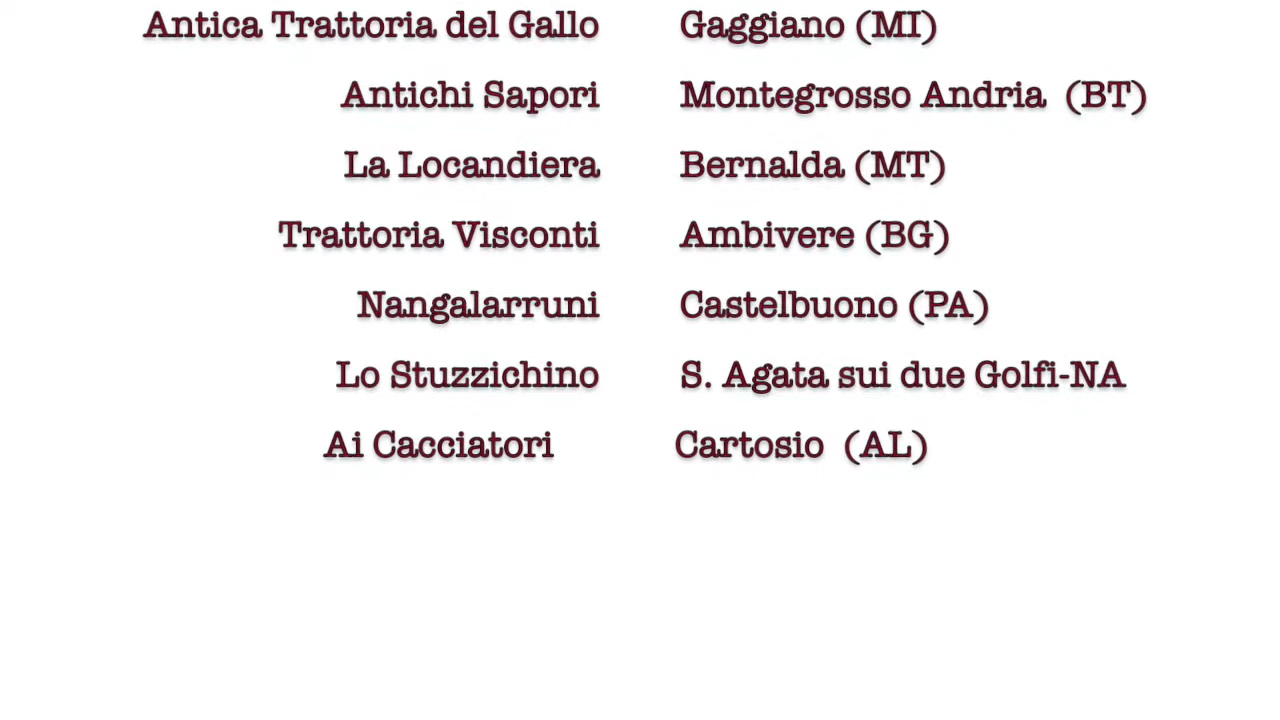 Antica Trattoria del Gallo Gaggiano (MI)
Antichi Sapori Montegrosso Andria (BT)
La Locandiera Bernalda (MT)
Trattoria Visconti Ambivere (BG)
Nangalarruni Castelbuono (PA)
Lo Stuzzichino S. Agata sui due Golfi-NA
Ai Cacciatori Cartosio (AL)